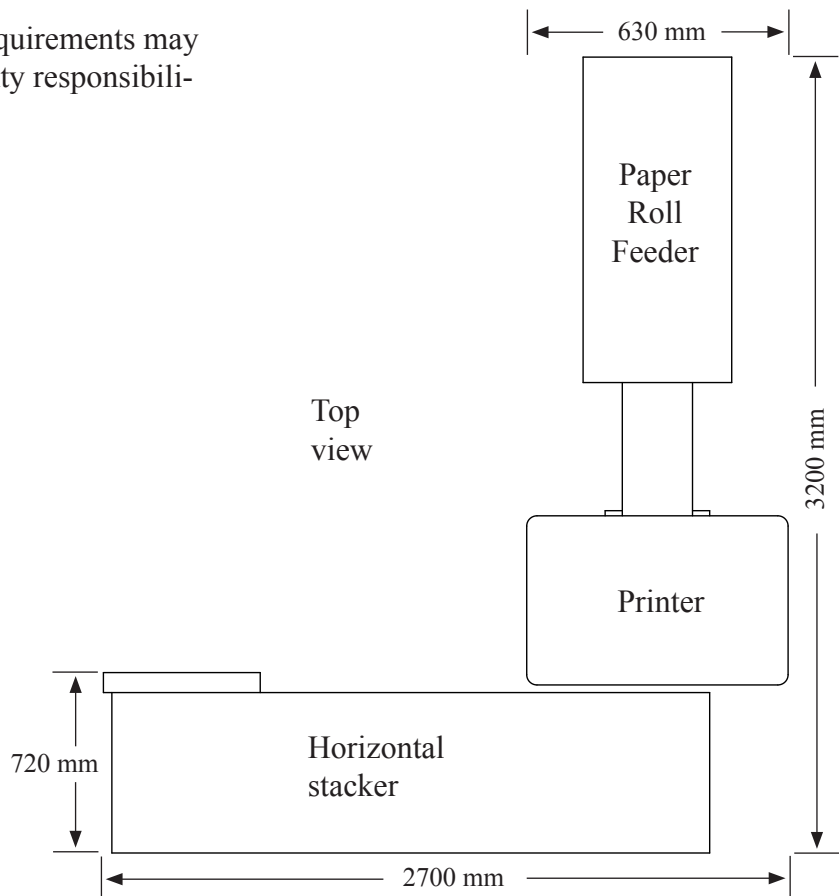 quirements may
ty responsibili-
630 mm
Paper
Roll
Feeder
Top
view
3200 mm
Printer
720 mm
Horizontal
stacker
2700 mm